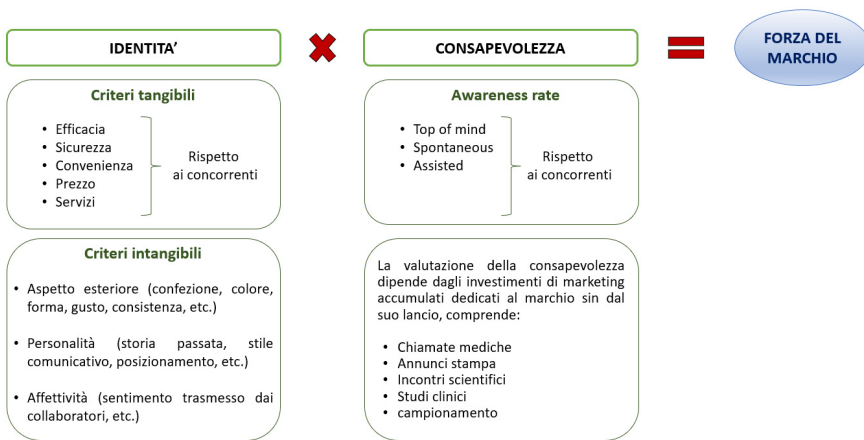 IDENTITA’
CONSAPEVOLEZZA
FORZA DEL
MARCHIO
Criteri tangibili
• Efficacia
• Sicurezza
• Convenienza
• Prezzo
• Servizi
Rispetto
ai concorrenti
Awareness rate
• Top of mind
• Spontaneous
• Assisted
Rispetto
ai concorrenti
Criteri intangibili
• Aspetto esteriore (confezione, colore,
forma, gusto, consistenza, etc.)
• Personalità (storia passata, stile
comunicativo, posizionamento, etc.)
• Affettività (sentimento trasmesso dai
collaboratori, etc.)
La valutazione della consapevolezza
dipende dagli investimenti di marketing
accumulati dedicati al marchio sin dal
suo lancio, comprende:
• Chiamate mediche
• Annunci stampa
• Incontri scientifici
• Studi clinici
• campionamento